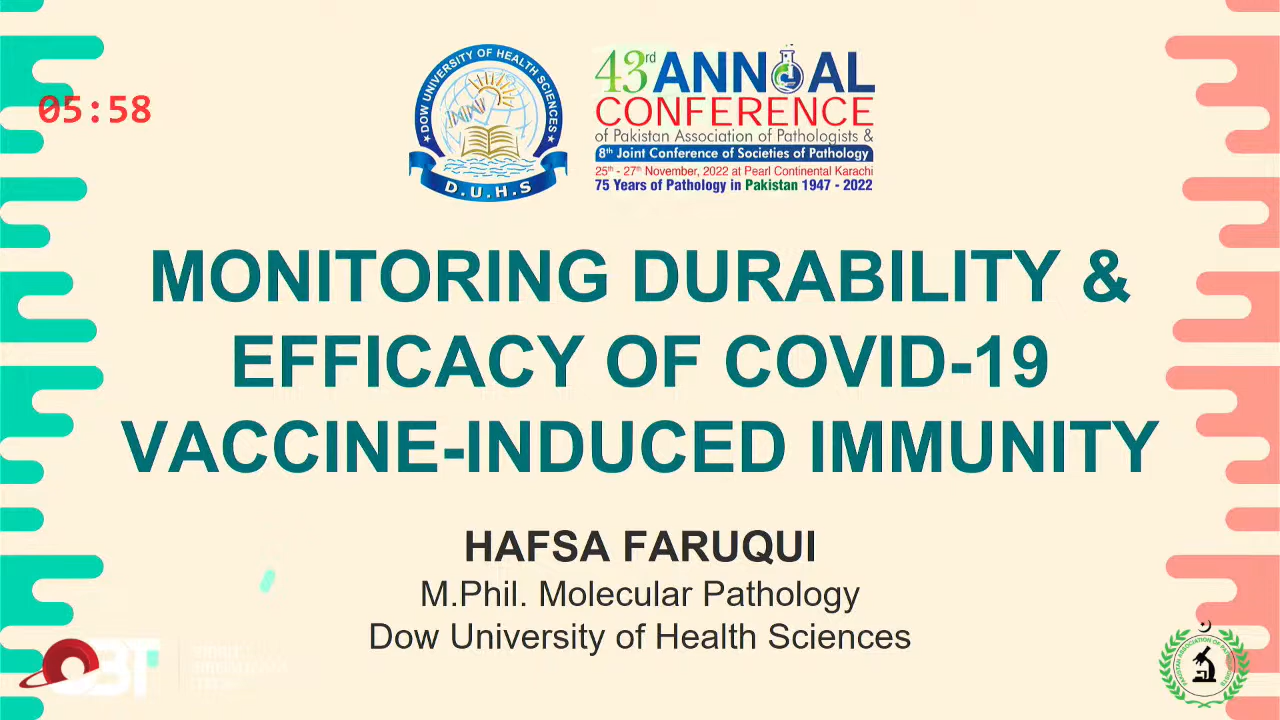 05:58
DOW UNIVERSITY OF HEALTH SCIENCES
D.U.H.S
43rd ANNUAL
CONFERENCE
of Pakistan Association of Pathologists &
8th Joint Conference of Societies of Pathology
25th - 27th November, 2022 at Pearl Continental Karachi
75 Years of Pathology in Pakistan 1947 - 2022
MONITORING DURABILITY &
EFFICACY OF COVID-19
VACCINE-INDUCED IMMUNITY
HAFSA FARUQUI
M.Phil. Molecular Pathology
Dow University of Health Sciences